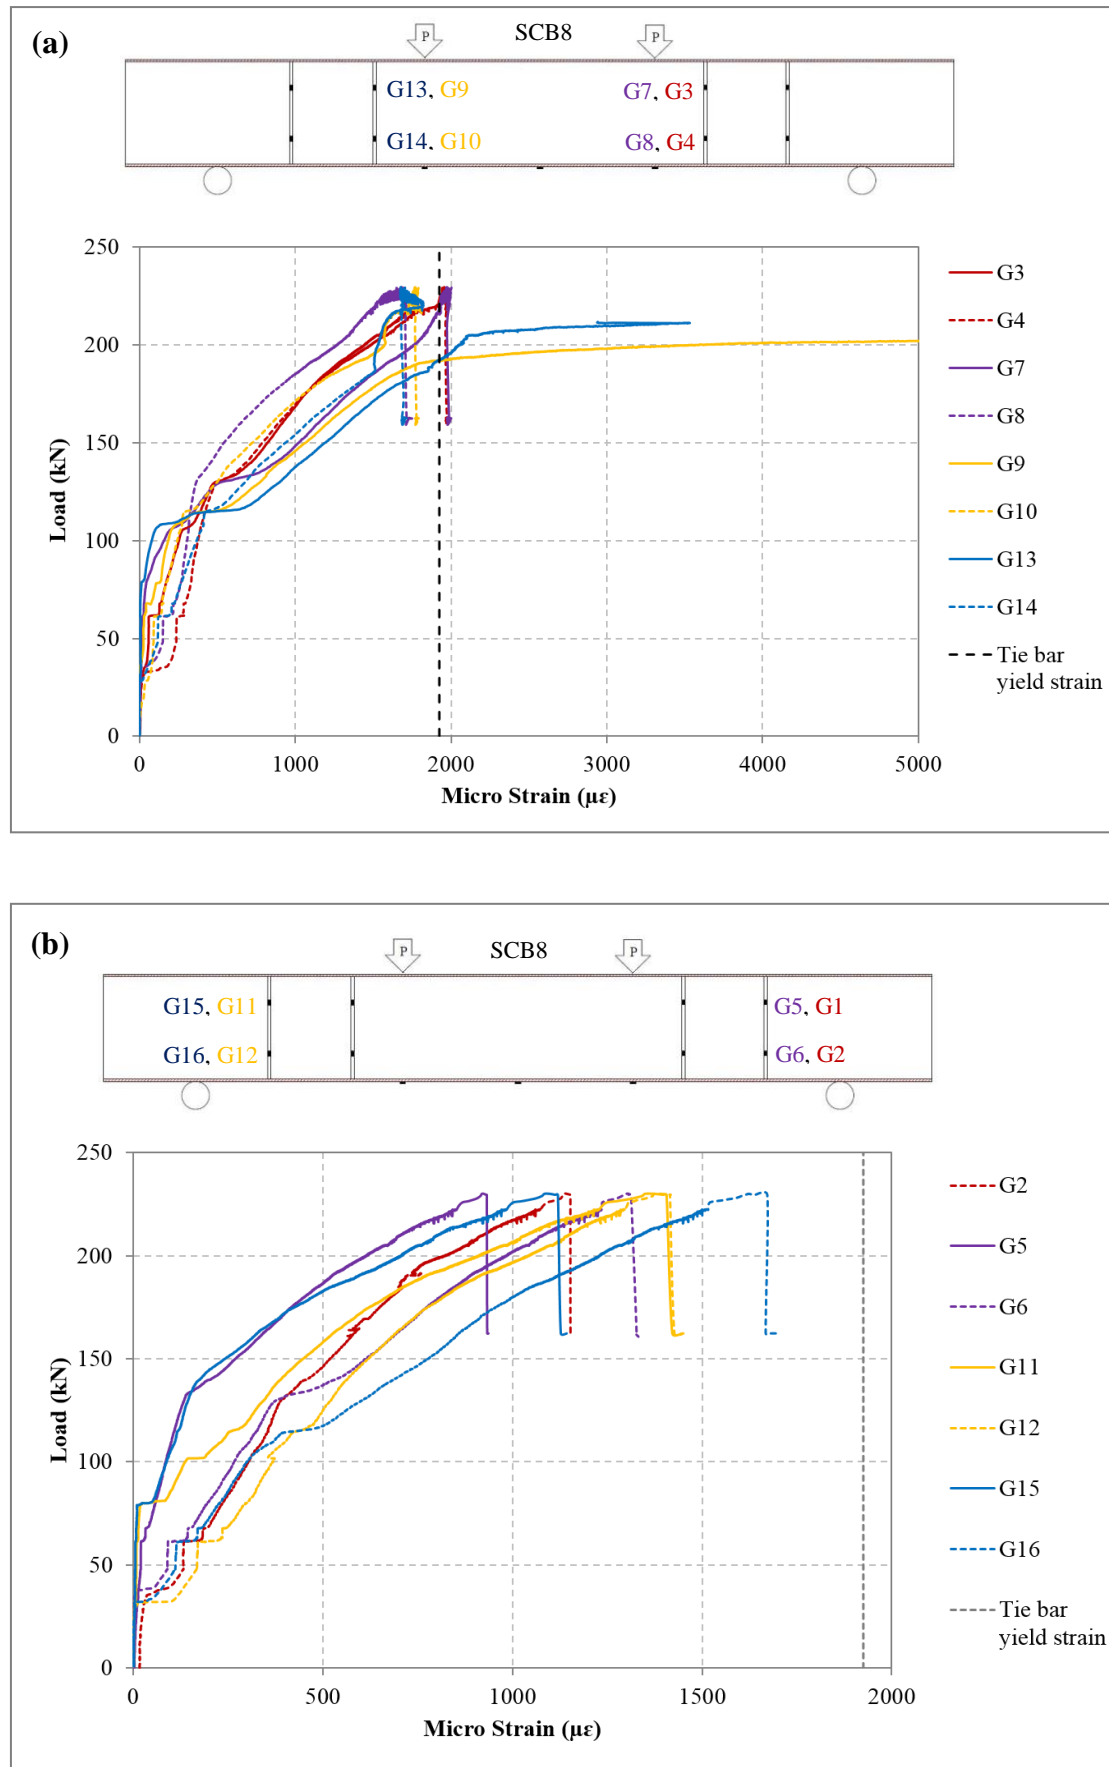 (a)
SCB8
P
P
G13, G9
G7, G3
G14, G10
G8, G4
250
200
150
100
50
0
Load (kN)
0
1000
2000
3000
4000
5000
Micro Strain (με)
G3
G4
G7
G8
G9
G10
G13
G14
Tie bar
yield strain
(b)
SCB8
P
P
G15, G11
G5, G1
G16, G12
G6, G2
250
200
150
100
50
0
Load (kN)
0
500
1000
1500
2000
Micro Strain (με)
G2
G5
G6
G11
G12
G15
G16
Tie bar
yield strain